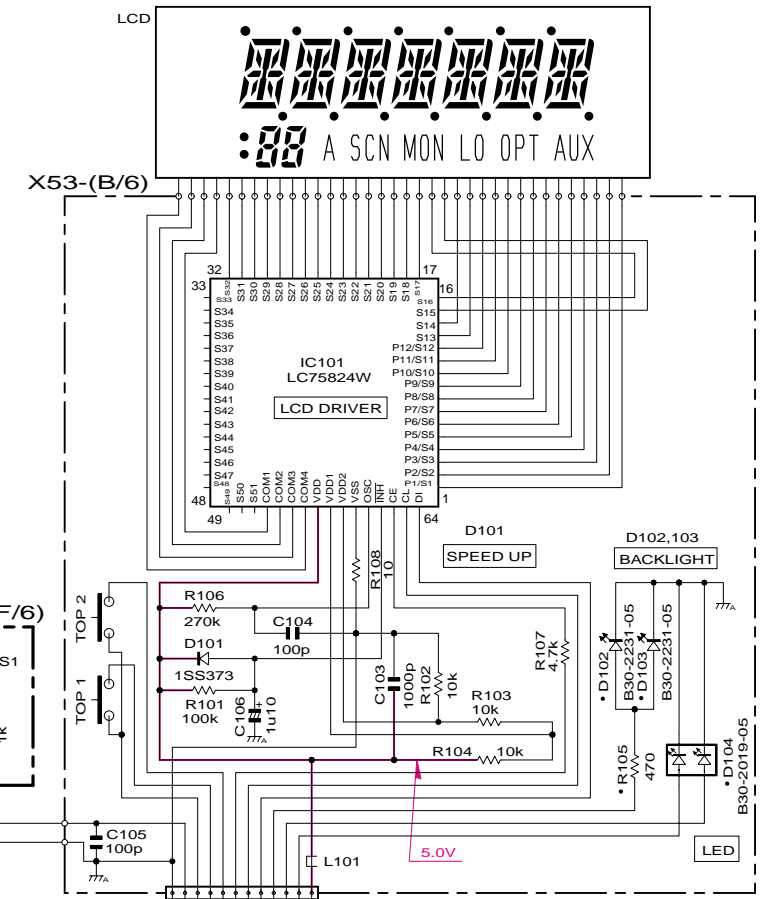 LCD
:88 A SCN MON LO OPT AUX
X53-(B/6)
32
17
33
16
S32 S31 S30 S29 S28 S27 S26 S25 S24 S23 S22 S21 S20 S19 S18 S17
S33
S34
S35
S36
S37
S38
S39
S40
S41
S42
S43
S44
S45
S46
S47
S48
S16
S15
S14
S13
P12/S12
P11/S11
P10/S10
P9/S9
P8/S8
P7/S7
P6/S6
P5/S5
P4/S4
P3/S3
P2/S2
P1/S1
IC101
LC75824W
LCD DRIVER
S49 S50 S51 COM1 COM2 COM3 COM4 VDD VDD1 VDD2 VSS OSC INH CE CL DI
48
1
49
64
D101
SPEED UP
D102,103
BACKLIGHT
R108
10
F/6)
S1
1k
TOP 2
TOP 1
R106
270k
C104
100p
D101
1SS373
R101
100k
C106
+
1u10
A
C103
1000p
R102
10k
R103
10k
R104 10k
R107
4.7k
A
•D102
B30-2231-05
•D103
B30-2231-05
•R105
470
•D104
B30-2019-05
C105
100p
A
L101
5.0V
LED